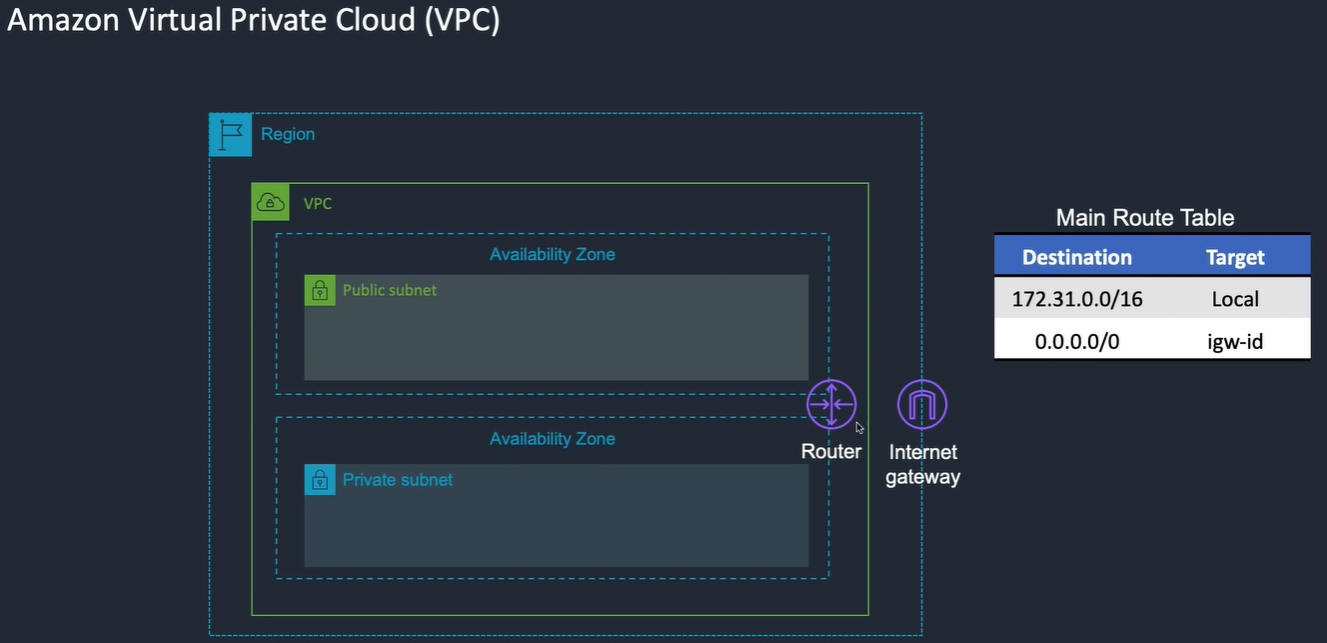 Amazon Virtual Private Cloud (VPC)
Region
VPC
Availability Zone
Public subnet
Availability Zone
Private subnet
Router
Internet
gateway
Main Route Table
Destination Target
172.31.0.0/16 Local
0.0.0.0/0 igw-id